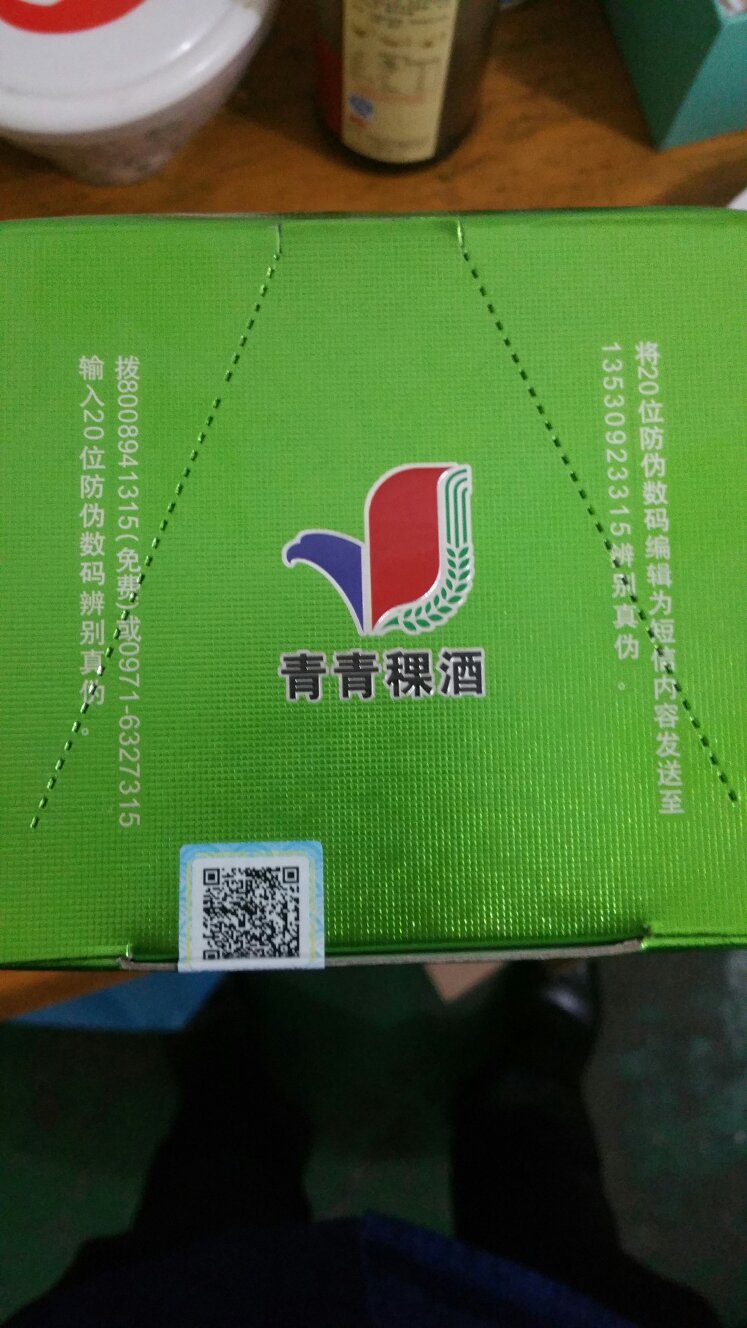 青青稞酒
拨8008941315(免费)或0971-6327315
输入20位防伪数码辨别真伪。
将20位防伪数码编辑为短信内容发送至
13530923315辨别真伪。